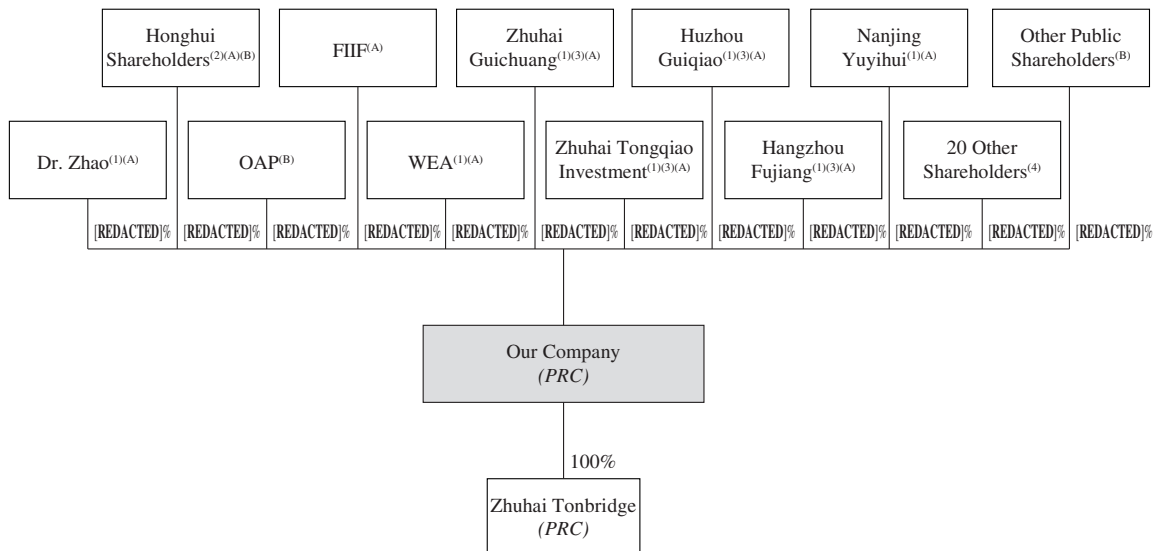 Honghui
Shareholders(2)(A)(B)
FIIF(A)
Zhuhai
Guichuang(1)(3)(A)
Huzhou
Guiqiao(1)(3)(A)
Nanjing
Yuyihui(1)(A)
Other Public
Shareholders(B)
Dr. Zhao(1)(A)
OAP(B)
WEA(1)(A)
Zhuhai Tongqiao
Investment(1)(3)(A)
Hangzhou
Fujiang(1)(3)(A)
20 Other
Shareholders(4)
[REDACTED]% [REDACTED]% [REDACTED]% [REDACTED]% [REDACTED]% [REDACTED]% [REDACTED]% [REDACTED]% [REDACTED]% [REDACTED]% [REDACTED]% [REDACTED]%
Our Company
(PRC)
100%
Zhuhai Tonbridge
(PRC)